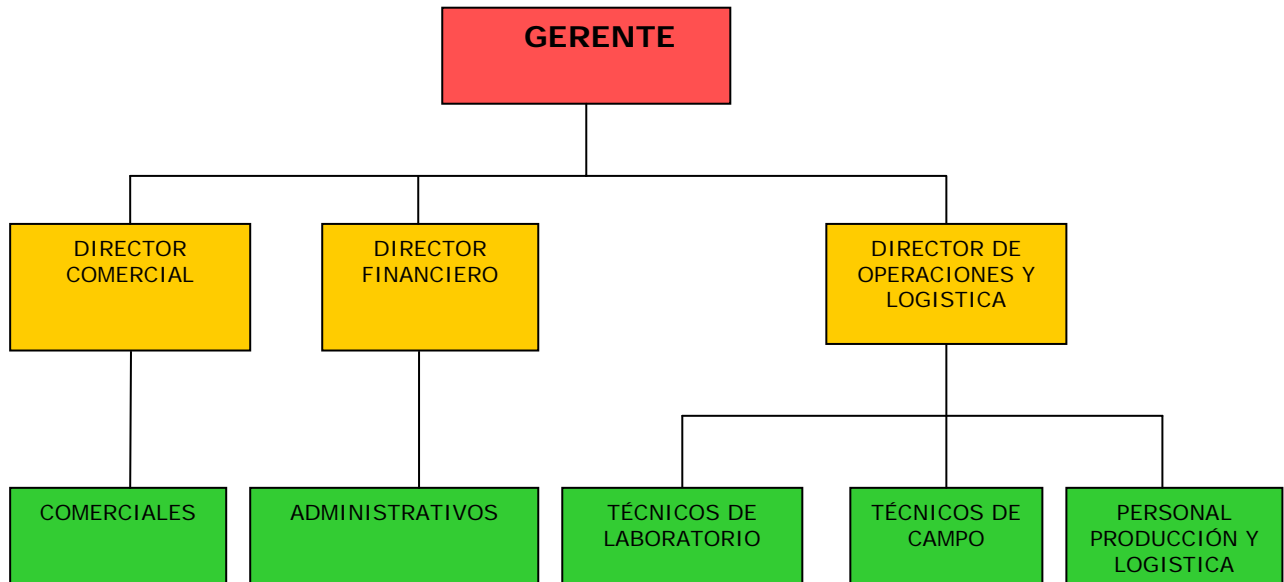 GERENTE
DIRECTOR
COMERCIAL
DIRECTOR
FINANCIERO
DIRECTOR DE
OPERACIONES Y
LOGISTICA
COMERCIALES
ADMINISTRATIVOS
TÉCNICOS DE
LABORATORIO
TÉCNICOS DE
CAMPO
PERSONAL
PRODUCCIÓN Y
LOGISTICA